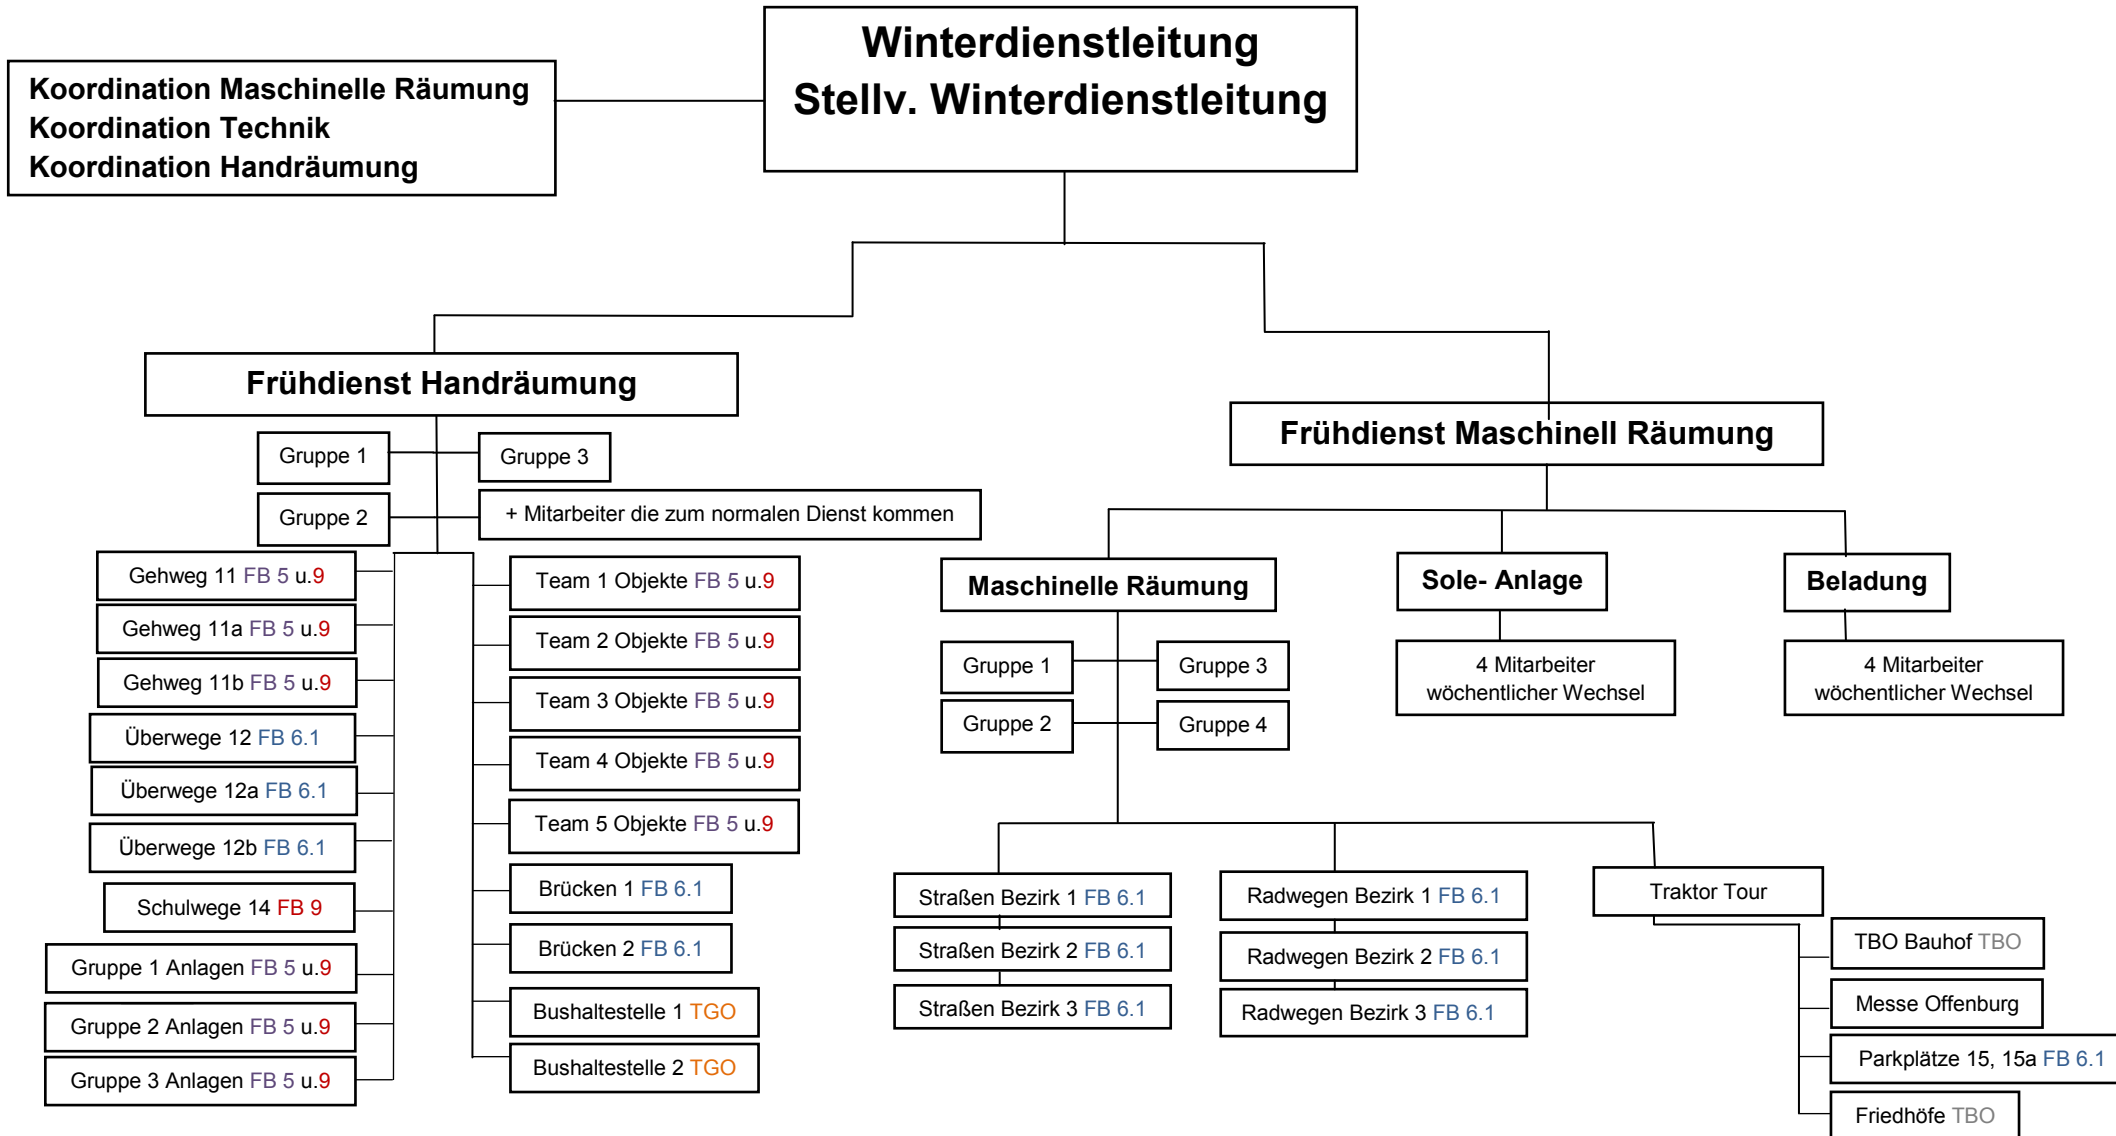 Winterdienstleitung
Stellv. Winterdienstleitung
Koordination Maschinelle Räumung
Koordination Technik
Koordination Handräumung
Frühdienst Handräumung
Gruppe 1
Gruppe 3
Gruppe 2
+ Mitarbeiter die zum normalen Dienst kommen
Gehweg 11 FB 5 u.9
Gehweg 11a FB 5 u.9
Gehweg 11b FB 5 u.9
Überwege 12 FB 6.1
Überwege 12a FB 6.1
Überwege 12b FB 6.1
Schulwege 14 FB 9
Gruppe 1 Anlagen FB 5 u.9
Gruppe 2 Anlagen FB 5 u.9
Gruppe 3 Anlagen FB 5 u.9
Team 1 Objekte FB 5 u.9
Team 2 Objekte FB 5 u.9
Team 3 Objekte FB 5 u.9
Team 4 Objekte FB 5 u.9
Team 5 Objekte FB 5 u.9
Brücken 1 FB 6.1
Brücken 2 FB 6.1
Bushaltestelle 1 TGO
Bushaltestelle 2 TGO
Frühdienst Maschinell Räumung
Maschinelle Räumung
Gruppe 1
Gruppe 3
Gruppe 2
Gruppe 4
Sole- Anlage
4 Mitarbeiter
wöchentlicher Wechsel
Beladung
4 Mitarbeiter
wöchentlicher Wechsel
Straßen Bezirk 1 FB 6.1
Straßen Bezirk 2 FB 6.1
Straßen Bezirk 3 FB 6.1
Radwegen Bezirk 1 FB 6.1
Radwegen Bezirk 2 FB 6.1
Radwegen Bezirk 3 FB 6.1
Traktor Tour
TBO Bauhof TBO
Messe Offenburg
Parkplätze 15, 15a FB 6.1
Friedhöfe TBO